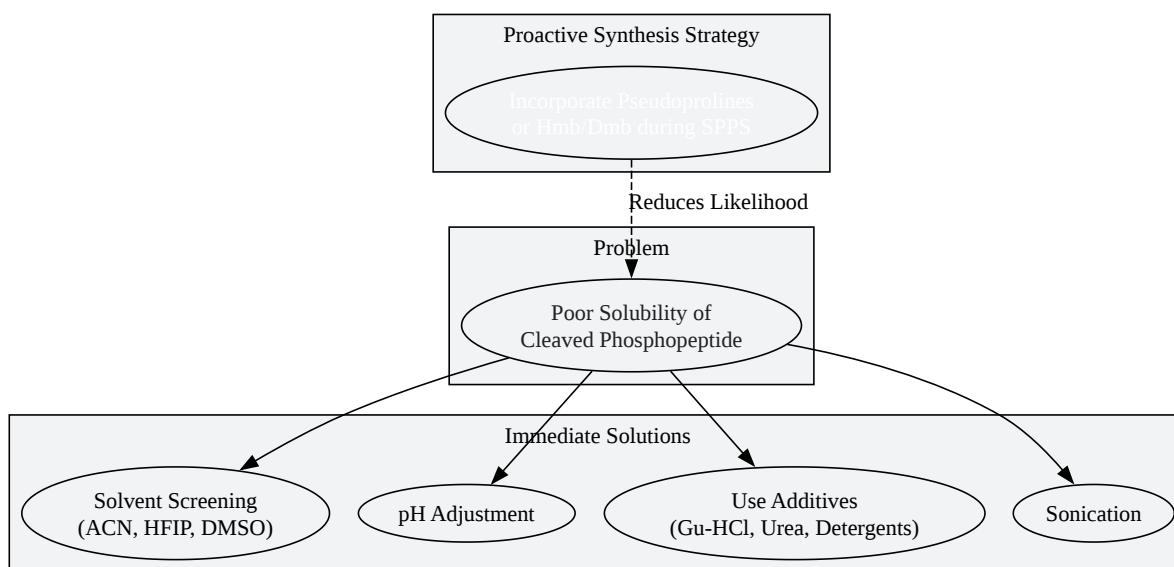 Proactive Synthesis Strategy
Incorporate Pseudoprolines
or Hmb/Dmb during SPPS
Reduces Likelihood
Problem
Poor Solubility of
Cleaved Phosphopeptide
Immediate Solutions
Solvent Screening
(ACN, HFIP, DMSO)
pH Adjustment
Use Additives
(Gu-HCl, Urea, Detergents)
Sonication